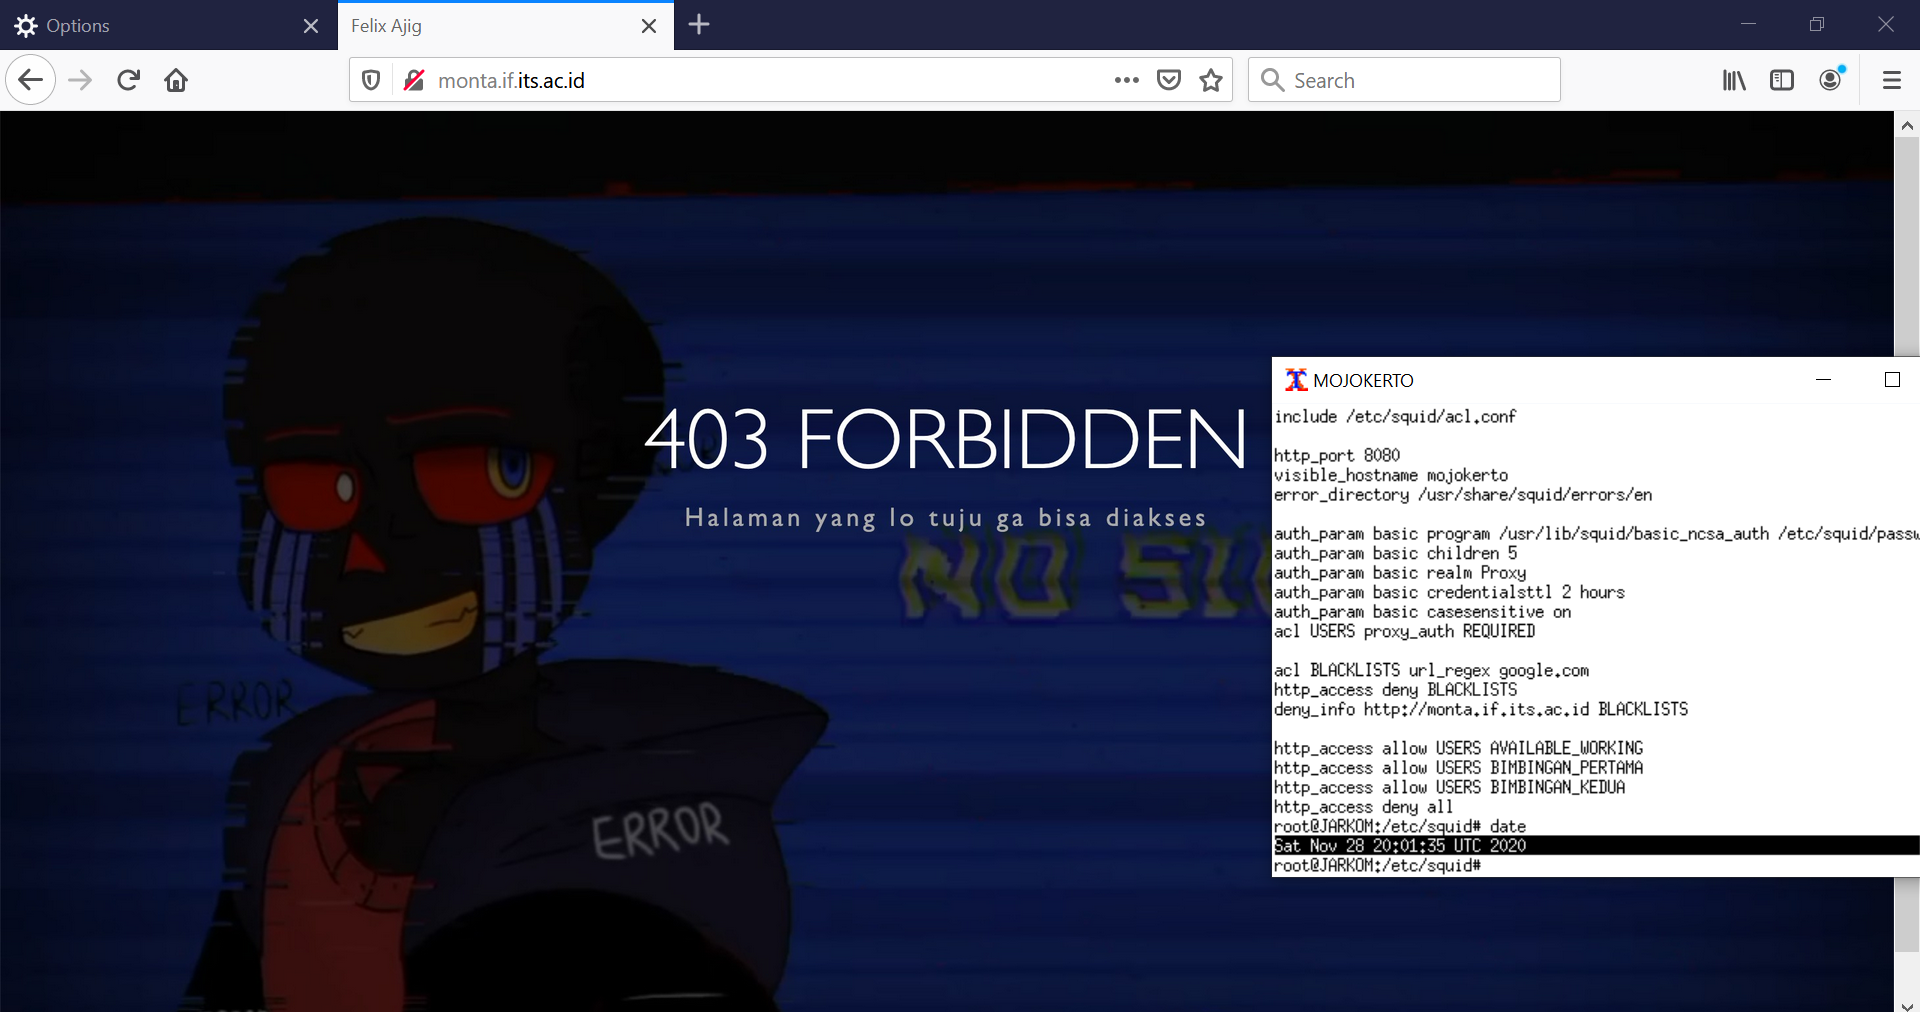 Options
Felix Ajig
monta.if.its.ac.id
Search
403 FORBIDDEN
Halaman yang lo tuju ga bisa diakses
NO
ERROR
ERROR
MOJOKERTO
include /etc/squid/acl.conf
http_port 8080
visible_hostname mojokerto
error_directory /usr/share/squid/errors/en
auth_param basic program /usr/lib/squid/basic_ncsa_auth /etc/squid/passw
auth_param basic children 5
auth_param basic realm Proxy
auth_param basic credentialsttl 2 hours
auth_param basic casesensitive on
acl USERS proxy_auth REQUIRED
acl BLACKLISTS url_regex google.com
http_access deny BLACKLISTS
deny_info http://monta.if.its.ac.id BLACKLISTS
http_access allow USERS AVAILABLE_WORKING
http_access allow USERS BIMBINGAN_PERTAMA
http_access allow USERS BIMBINGAN_KEDUA
http_access deny all
root@JARKOM:/etc/squid# date
Sat Nov 28 20:01:35 UTC 2020
root@JARKOM:/etc/squid#